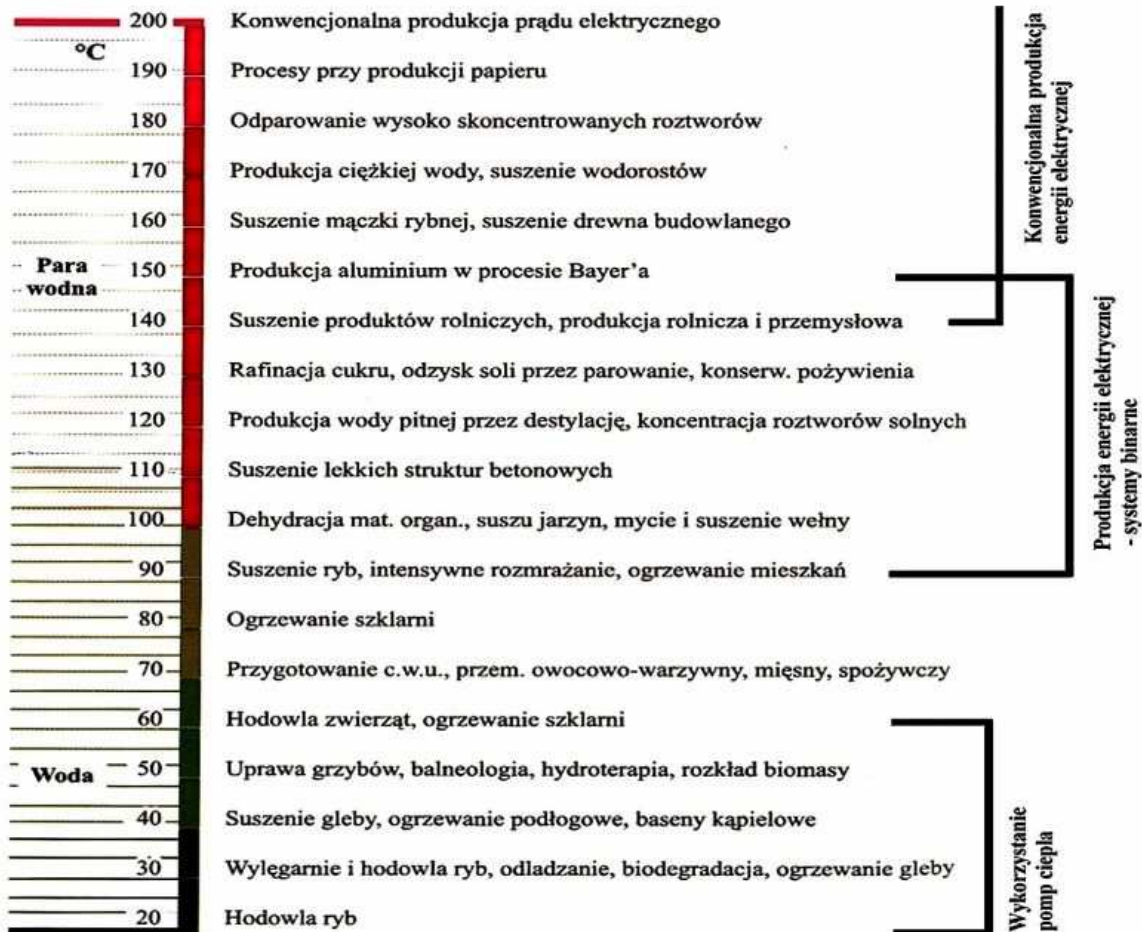 200 Konwencjonalna produkcja prądu elektrycznego
°C
190 Procesy przy produkcji papieru
180 Odparowanie wysoko skoncentrowanych roztworów
170 Produkcja ciężkiej wody, suszenie wodorostów
160 Suszenie mączki rybnej, suszenie drewna budowlanego
Para
wodna
150 Produkcja aluminium w procesie Bayer'a
140 Suszenie produktów rolniczych, produkcja rolnicza i przemysłowa
130 Rafinacja cukru, odzysk soli przez parowanie, konserw. pożywienia
120 Produkcja wody pitnej przez destylację, koncentracja roztworów solnych
110 Suszenie lekkich struktur betonowych
100 Dehydracja mat. organ., suszu jarzyn, mycie i suszenie wełny
90 Suszenie ryb, intensywne rozmrażanie, ogrzewanie mieszkań
80 Ogrzewanie szklarni
70 Przygotowanie c.w.u., przem. owocowo-warzywny, mięsny, spożywczy
60 Hodowla zwierząt, ogrzewanie szklarni
Woda
50 Uprawa grzybów, balneologia, hydroterapia, rozkład biomasy
40 Suszenie gleby, ogrzewanie podłogowe, baseny kąpielowe
30 Wylęgarnie i hodowla ryb, odladzanie, biodegradacja, ogrzewanie gleby
20 Hodowla ryb
Konwencjonalna produkcja
energii elektrycznej
Produkcja energii elektrycznej
- systemy binarne
Wykorzystanie
pomp ciepła